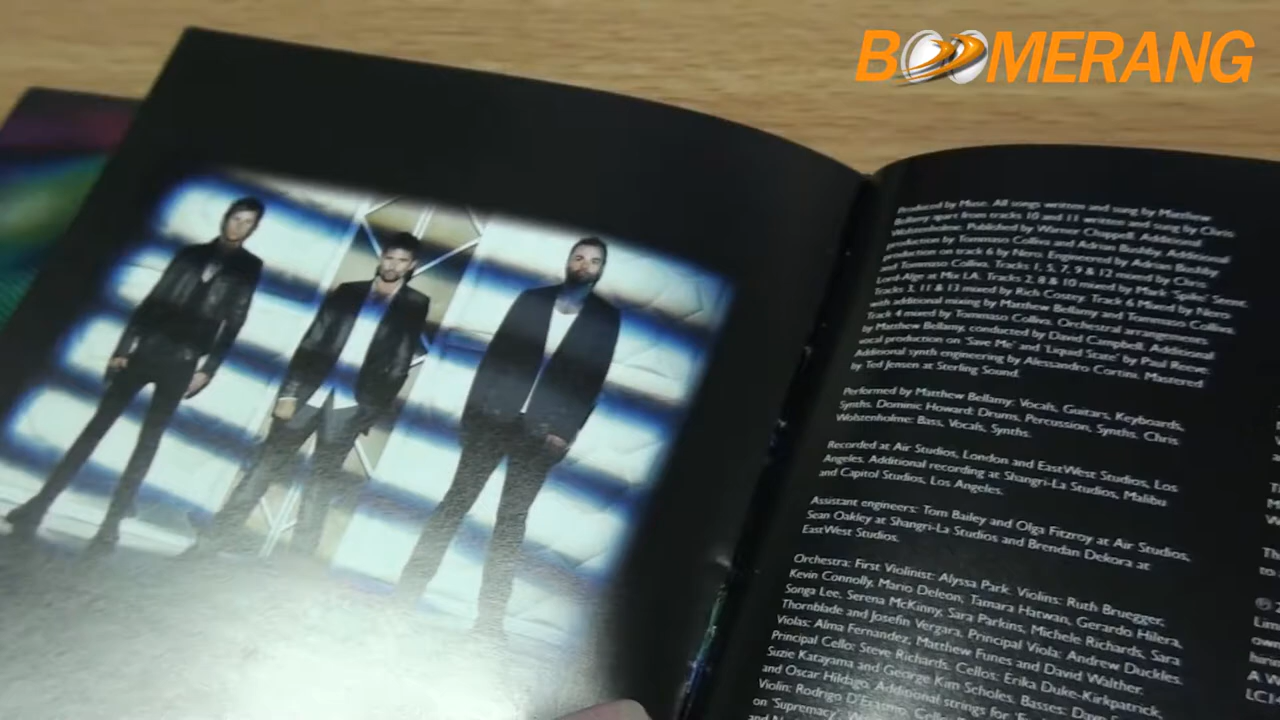 BOOMERANG
Produced by Muse. All songs written and sung by Matthew
Bellamy apart from tracks 10 and 11 written and sung by Chris
Wolstenholme. Published by Warner Chappell. Additional
production by Tommaso Colliva and Adrian Bushby. Additional
production on track 6 by Nero. Engineered by Adrian Bushby
and Tommaso Colliva. Tracks 1, 5, 7, 9 & 12 mixed by Chris
Lord Alge at Mix LA. Tracks 2, 8 & 10 mixed by Mark 'Spike' Stent.
Tracks 3, 11 & 13 mixed by Rich Costey. Track 6 Mixed by Nero
with additional mixing by Matthew Bellamy and Tommaso Colliva.
Track 4 mixed by Tommaso Colliva. Orchestral arrangements
by Matthew Bellamy, conducted by David Campbell. Additional
vocal production on 'Save Me' and 'Liquid State' by Paul Reeve.
Additional synth engineering by Alessandro Cortini. Mastered
by Ted Jensen at Sterling Sound.
Performed by Matthew Bellamy: Vocals, Guitars, Keyboards,
Synths. Dominic Howard: Drums, Percussion, Synths. Chris
Wolstenholme: Bass, Vocals, Synths.
Recorded at Air Studios, London and EastWest Studios, Los
Angeles. Additional recording at Shangri-La Studios, Malibu
and Capitol Studios, Los Angeles.
Assistant engineers: Tom Bailey and Olga Fitzroy at Air Studios,
Sean Oakley at Shangri-La Studios and Brendan Dekora at
EastWest Studios.
Orchestra: First Violinist: Alyssa Park. Violins: Ruth Bruegger,
Kevin Connolly, Mario Deleon, Tamara Hatwan, Gerardo Hilera,
Songa Lee, Serena McKinny, Sara Parkins, Michele Richards, Sara
Thornblade and Josefin Vergara. Principal Viola: Andrew Duckles.
Violas: Alma Fernandez, Matthew Funes and David Walther.
Principal Cello: Steve Richards. Cellos: Erika Duke-Kirkpatrick,
Suzie Katayama and George Kim Scholes. Basses:
and Oscar Hildago. Additional strings for
Violin: Rodrigo D'Erasmo.
on 'Supremacy'.